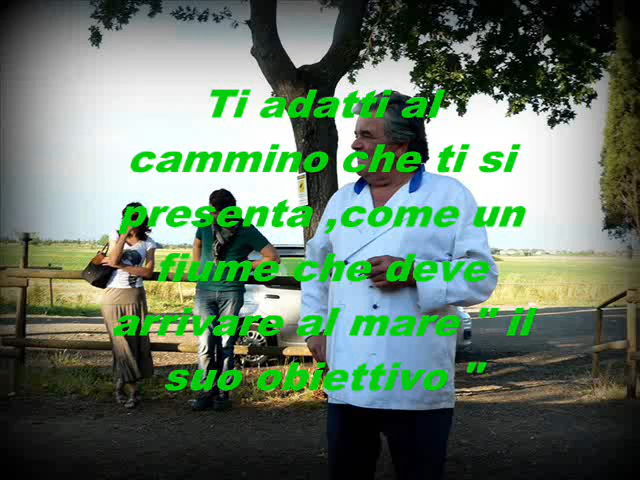 Ti adatti al
cammino che ti si
presenta ,come un
fiume che deve
arrivare al mare " il
suo obiettivo "